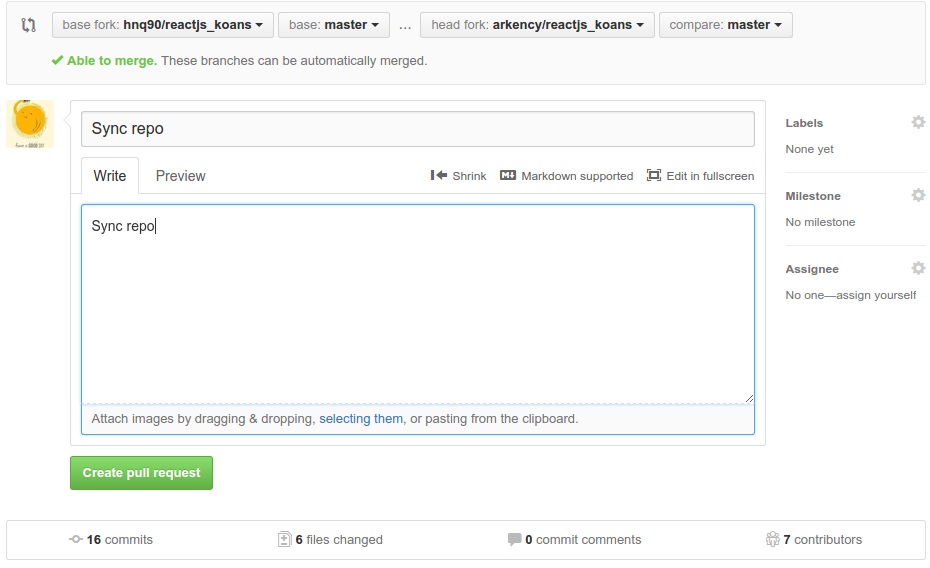 base fork: hnq90/reactjs_koans base: master ... head fork: arkency/reactjs_koans compare: master
Able to merge. These branches can be automatically merged.
Sync repo
Labels
None yet
Write Preview Shrink Markdown supported Edit in fullscreen
Milestone
No milestone
Sync repo
Assignee
No one—assign yourself
Attach images by dragging & dropping, selecting them, or pasting from the clipboard.
Create pull request
16 commits 6 files changed 0 commit comments 7 contributors